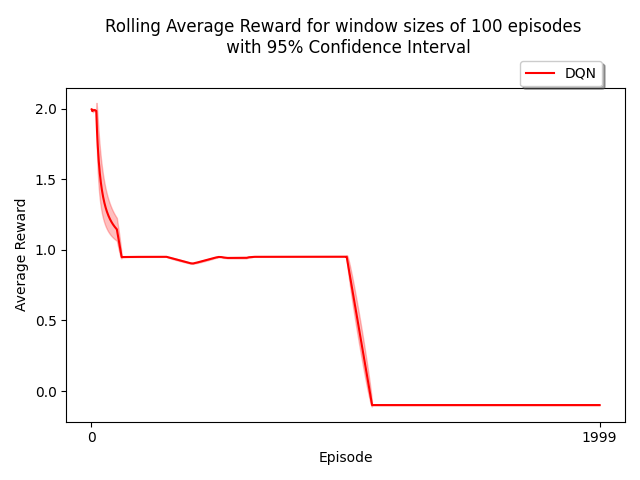 Rolling Average Reward for window sizes of 100 episodes
with 95% Confidence Interval
DQN
2.0
1.5
1.0
0.5
0.0
Average Reward
0
1999
Episode